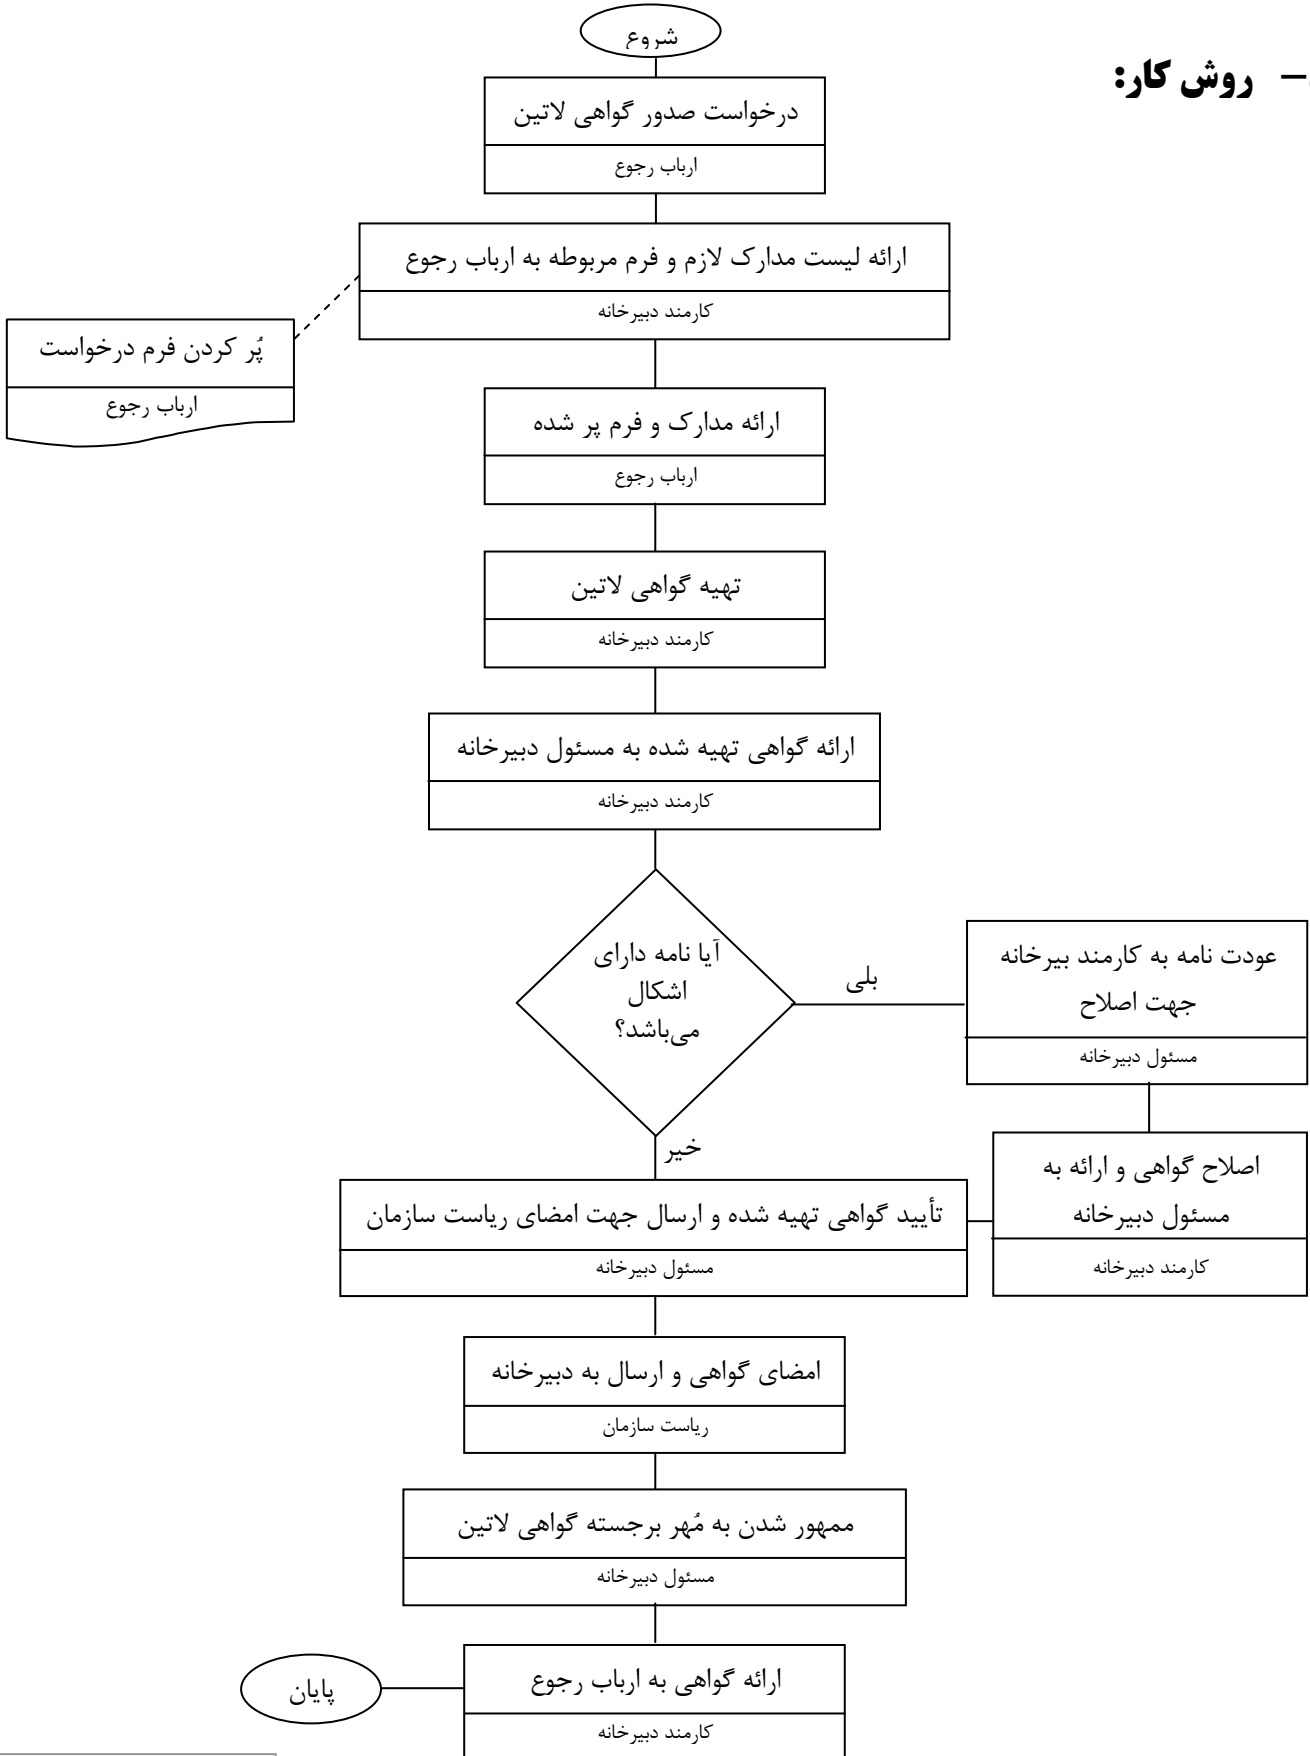 شروع
– روش کار:
درخواست صدور گواهی لاتین
ارباب رجوع
ارائه لیست مدارک لازم و فرم مربوطه به ارباب رجوع
کارمند دبیرخانه
پُر کردن فرم درخواست
ارباب رجوع
ارائه مدارک و فرم پر شده
ارباب رجوع
تهیه گواهی لاتین
کارمند دبیرخانه
ارائه گواهی تهیه شده به مسئول دبیرخانه
کارمند دبیرخانه
آیا نامه دارای
اشکال
می‌باشد؟
بلی
عودت نامه به کارمند بیرخانه
جهت اصلاح
مسئول دبیرخانه
اصلاح گواهی و ارائه به
مسئول دبیرخانه
کارمند دبیرخانه
خیر
تأیید گواهی تهیه شده و ارسال جهت امضای ریاست سازمان
مسئول دبیرخانه
امضای گواهی و ارسال به دبیرخانه
ریاست سازمان
ممهور شدن به مُهر برجسته گواهی لاتین
مسئول دبیرخانه
ارائه گواهی به ارباب رجوع
کارمند دبیرخانه
پایان